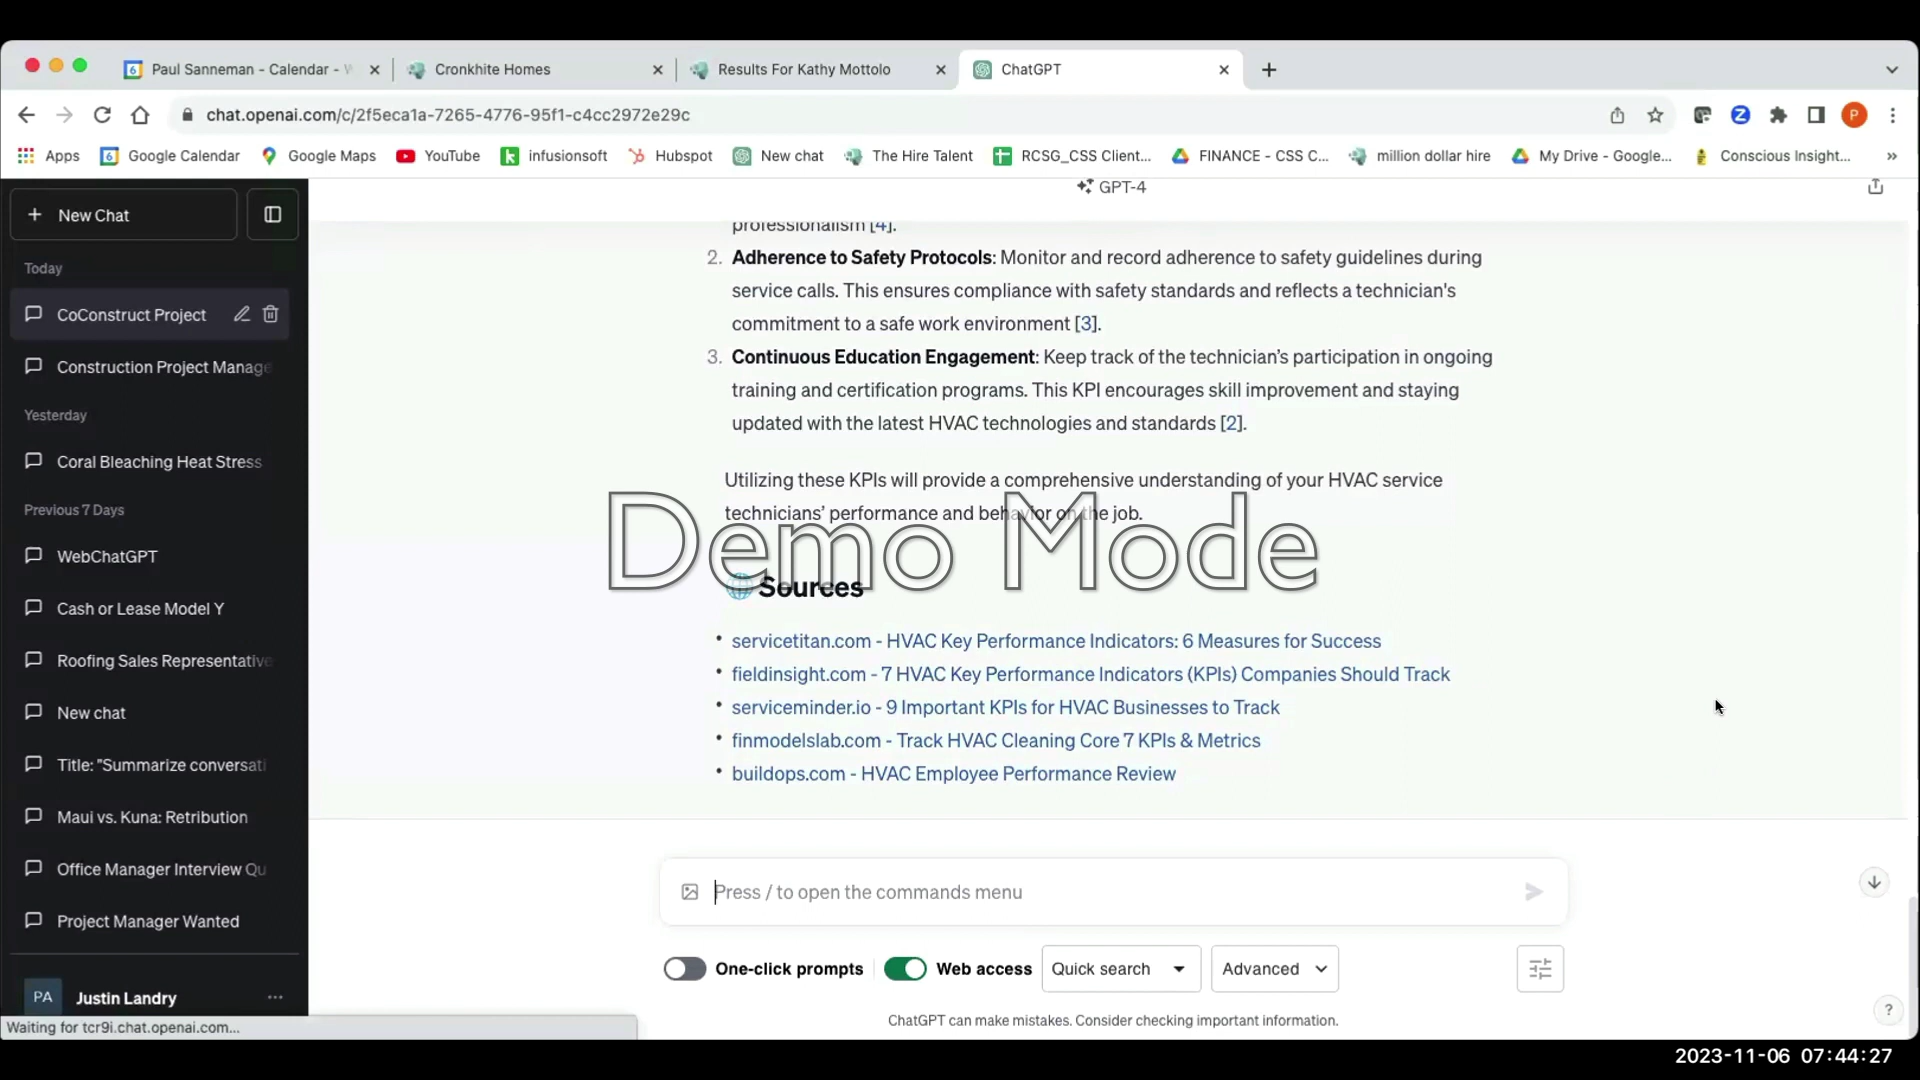 Paul Sanneman - Calendar - W
Cronkhite Homes
Results For Kathy Mottolo
ChatGPT
chat.openai.com/c/2f5eca1a-7265-4776-95f1-c4cc2972e29c
P
Apps
6 Google Calendar
Google Maps
YouTube
infusionsoft
Hubspot
New chat
The Hire Talent
RCSG_CSS Client...
FINANCE - CSS C...
million dollar hire
My Drive - Google...
Conscious Insight...
»
New Chat
GPT-4
Today
CoConstruct Project
Construction Project Manage
Yesterday
Coral Bleaching Heat Stress
Previous 7 Days
WebChatGPT
Cash or Lease Model Y
Roofing Sales Representative
New chat
Title: "Summarize conversati
Maui vs. Kuna: Retribution
Office Manager Interview Qu
Project Manager Wanted
PA Justin Landry ...
Waiting for tcr9i.chat.openai.com...
professionalism [4].
2. Adherence to Safety Protocols: Monitor and record adherence to safety guidelines during
service calls. This ensures compliance with safety standards and reflects a technician's
commitment to a safe work environment [3].
3. Continuous Education Engagement: Keep track of the technician’s participation in ongoing
training and certification programs. This KPI encourages skill improvement and staying
updated with the latest HVAC technologies and standards [2].
Utilizing these KPIs will provide a comprehensive understanding of your HVAC service
technicians’ performance and behavior on the job.
Demo Mode
Sources
• servicetitan.com - HVAC Key Performance Indicators: 6 Measures for Success
• fieldinsight.com - 7 HVAC Key Performance Indicators (KPIs) Companies Should Track
• serviceminder.io - 9 Important KPIs for HVAC Businesses to Track
• finmodelslab.com - Track HVAC Cleaning Core 7 KPIs & Metrics
• buildops.com - HVAC Employee Performance Review
Press / to open the commands menu
One-click prompts
Web access
Quick search
Advanced
ChatGPT can make mistakes. Consider checking important information.
?
2023-11-06 07:44:27